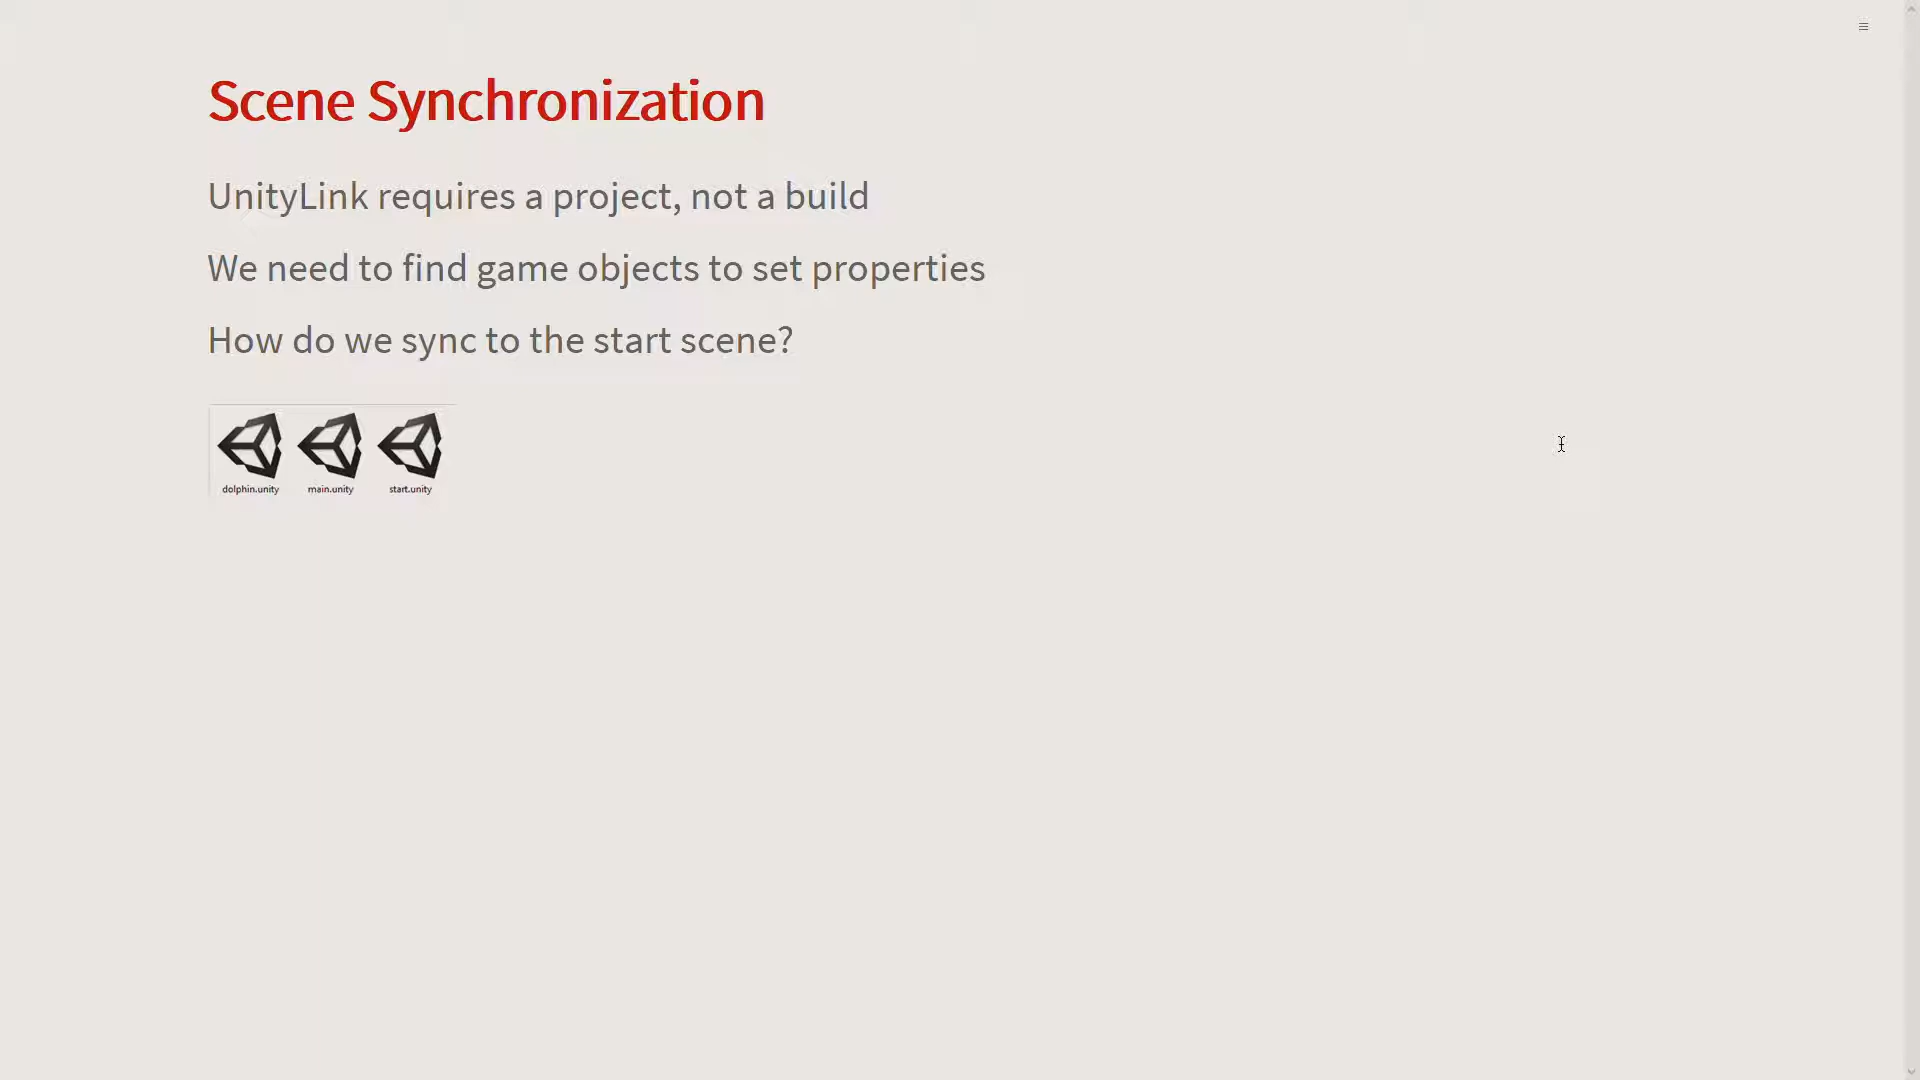 Scene Synchronization
UnityLink requires a project, not a build
We need to find game objects to set properties
How do we sync to the start scene?
dolphin.unity main.unity start.unity